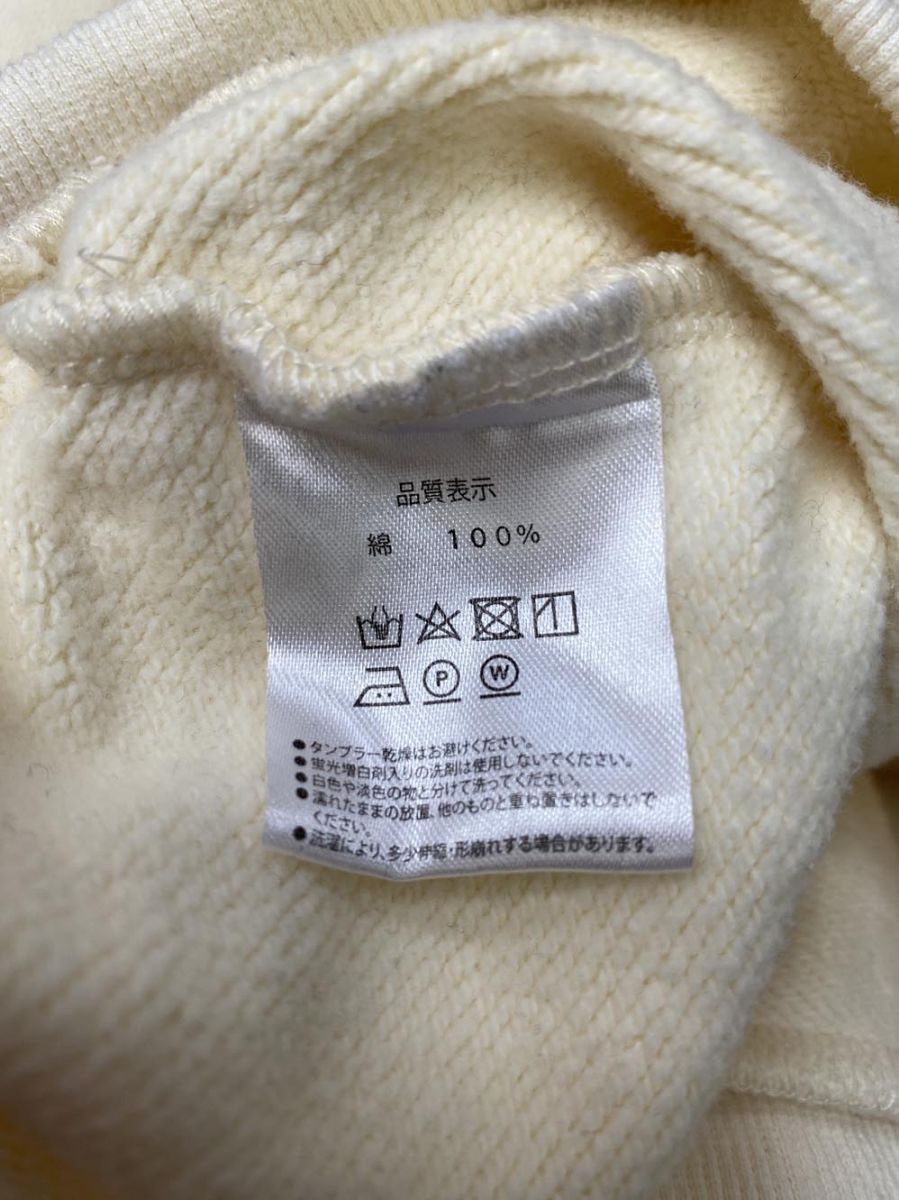 品質表示
綿 100%
P W
●タンブラー乾燥はお避けください。
●蛍光増白剤入りの洗剤は使用しないでください。
●白色や淡色の物と分けて洗ってください。
●濡れたままの放置、他のものと重ね置きはしないで
ください。
●洗濯により、多少伸縮・形崩れする場合があります。